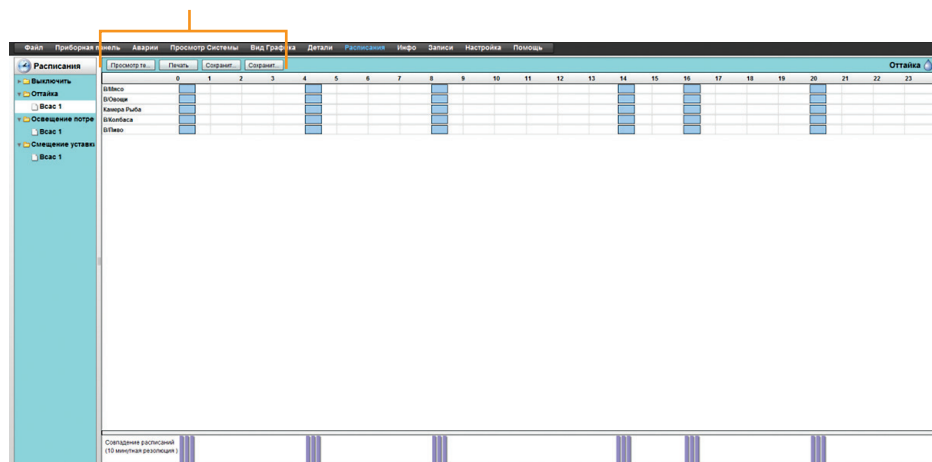 Файл Приборная панель Аварии Просмотр Системы Вид Графика Детали Расписания Инфо Записи Настройка Помощь
Расписания
Просмотр те... Печать Сохранит... Сохранит... Оттайка
Выключить
Оттайка
Всас 1
Освещение потре
Всас 1
Смещение уставки
Всас 1
0 1 2 3 4 5 6 7 8 9 10 11 12 13 14 15 16 17 18 19 20 21 22 23
В/Мясо
В/Овощи
Камера Рыба
В/Колбаса
В/Пиво
Совпадение расписаний
(10 минутная резолюция )